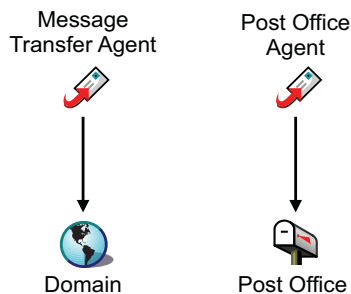 Message
Transfer Agent
Post Office
Agent
Domain
Post Office